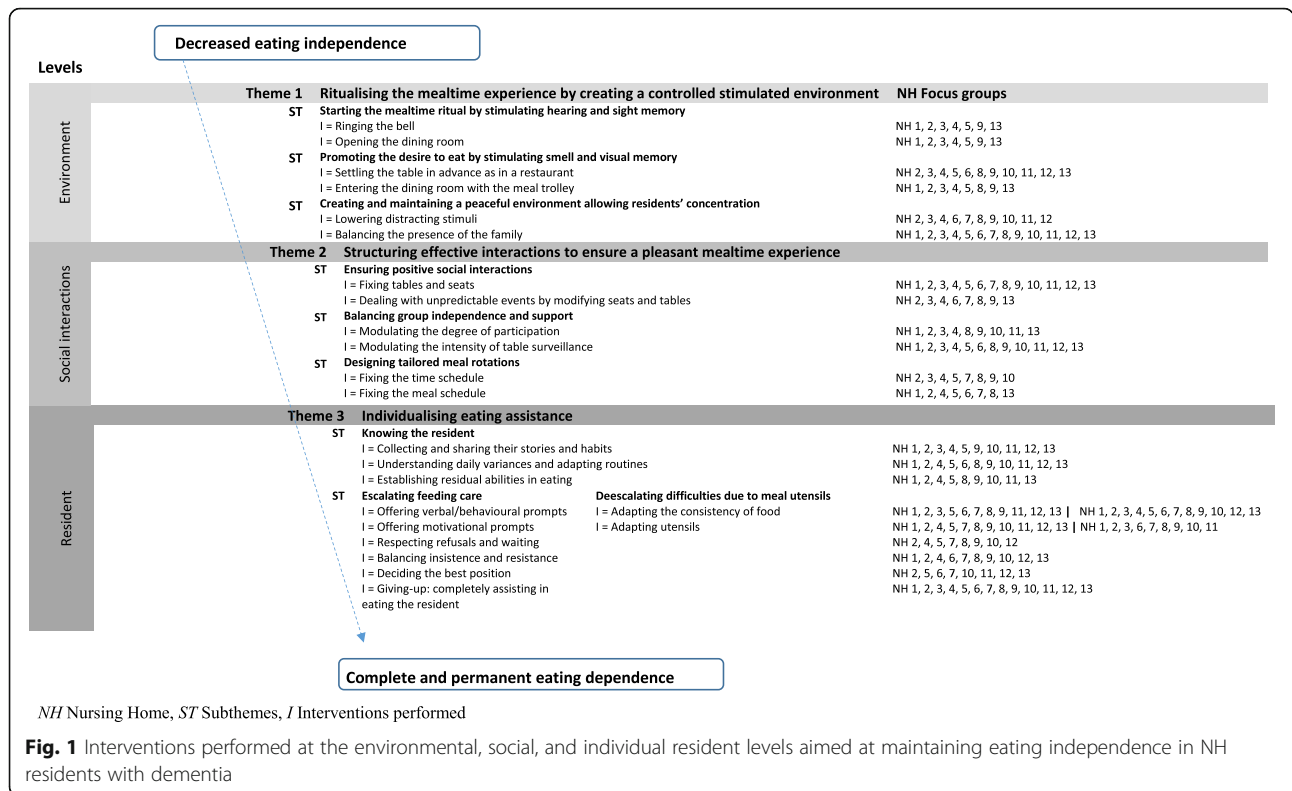 Decreased eating independence
Levels
Theme 1 Ritualising the mealtime experience by creating a controlled stimulated environment NH Focus groups
Environment
ST Starting the mealtime ritual by stimulating hearing and sight memory
I = Ringing the bell NH 1, 2, 3, 4, 5, 9, 13
I = Opening the dining room NH 1, 2, 3, 4, 5, 9, 13
ST Promoting the desire to eat by stimulating smell and visual memory
I = Settling the table in advance as in a restaurant NH 2, 3, 4, 5, 6, 8, 9, 10, 11, 12, 13
I = Entering the dining room with the meal trolley NH 1, 2, 3, 4, 5, 8, 9, 13
ST Creating and maintaining a peaceful environment allowing residents’ concentration
I = Lowering distracting stimuli NH 2, 3, 4, 6, 7, 8, 9, 10, 11, 12
I = Balancing the presence of the family NH 1, 2, 3, 4, 5, 6, 7, 8, 9, 10, 11, 12, 13
Theme 2 Structuring effective interactions to ensure a pleasant mealtime experience
Social interactions
ST Ensuring positive social interactions
I = Fixing tables and seats NH 1, 2, 3, 4, 5, 6, 7, 8, 9, 10, 11, 12, 13
I = Dealing with unpredictable events by modifying seats and tables NH 2, 3, 4, 6, 7, 8, 9, 13
ST Balancing group independence and support
I = Modulating the degree of participation NH 1, 2, 3, 4, 8, 9, 10, 11, 13
I = Modulating the intensity of table surveillance NH 1, 2, 3, 4, 5, 6, 8, 9, 10, 11, 12, 13
ST Designing tailored meal rotations
I = Fixing the time schedule NH 2, 3, 4, 5, 7, 8, 9, 10
I = Fixing the meal schedule NH 1, 2, 4, 5, 6, 7, 8, 13
Theme 3 Individualising eating assistance
Resident
ST Knowing the resident
I = Collecting and sharing their stories and habits NH 1, 2, 3, 4, 5, 9, 10, 11, 12, 13
I = Understanding daily variances and adapting routines NH 1, 2, 4, 5, 6, 8, 9, 10, 11, 12, 13
I = Establishing residual abilities in eating NH 1, 2, 4, 5, 8, 9, 10, 11, 13
ST Escalating feeding care Deescalating difficulties due to meal utensils
I = Offering verbal/behavioural prompts I = Adapting the consistency of food NH 1, 2, 3, 5, 6, 7, 8, 9, 11, 12, 13 | NH 1, 2, 3, 4, 5, 6, 7, 8, 9, 10, 12, 13
I = Offering motivational prompts I = Adapting utensils NH 1, 2, 4, 5, 7, 8, 9, 10, 11, 12, 13 | NH 1, 2, 3, 6, 7, 8, 9, 10, 11
I = Respecting refusals and waiting NH 2, 4, 5, 7, 8, 9, 10, 12
I = Balancing insistence and resistance NH 1, 2, 4, 6, 7, 8, 9, 10, 12, 13
I = Deciding the best position NH 2, 5, 6, 7, 10, 11, 12, 13
I = Giving-up: completely assisting in NH 1, 2, 3, 4, 5, 6, 7, 8, 9, 10, 11, 12, 13
eating the resident
Complete and permanent eating dependence
NH Nursing Home, ST Subthemes, I Interventions performed
Fig. 1 Interventions performed at the environmental, social, and individual resident levels aimed at maintaining eating independence in NH
residents with dementia